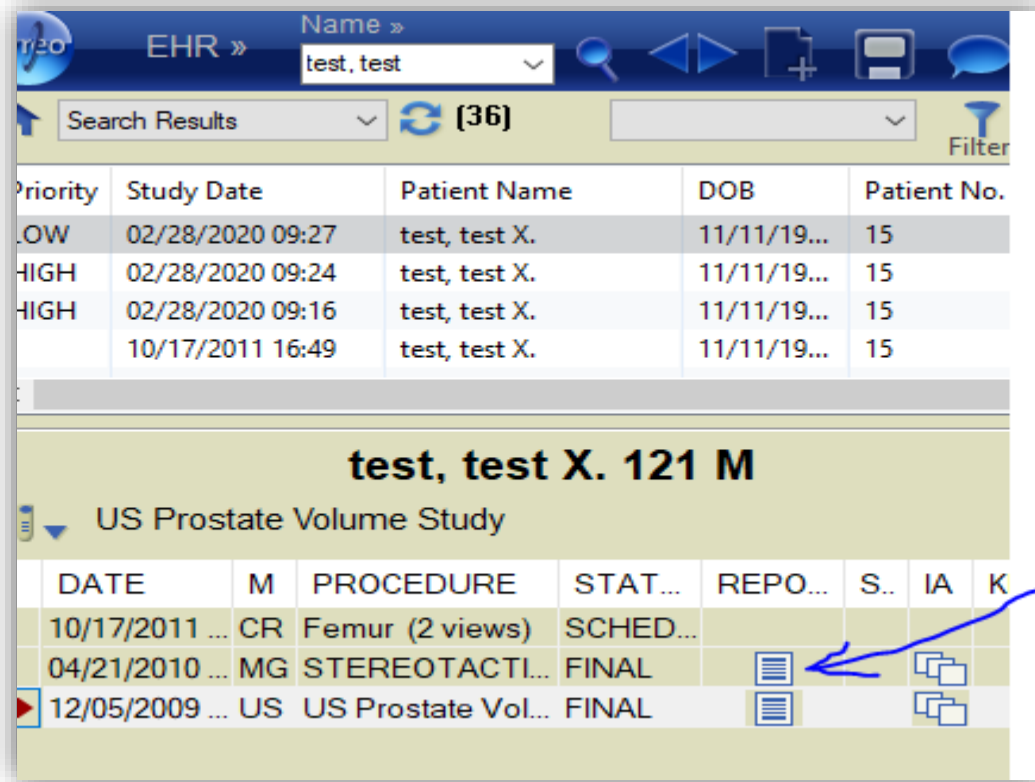 EHR »
Name »
test, test
Search Results
(36)
Filter
Priority Study Date Patient Name DOB Patient No.
LOW 02/28/2020 09:27 test, test X. 11/11/19... 15
HIGH 02/28/2020 09:24 test, test X. 11/11/19... 15
HIGH 02/28/2020 09:16 test, test X. 11/11/19... 15
10/17/2011 16:49 test, test X. 11/11/19... 15
test, test X. 121 M
US Prostate Volume Study
DATE M PROCEDURE STAT... REPO... S.. IA
10/17/2011 ... CR Femur (2 views) SCHED...
04/21/2010 ... MG STEREOTACTI... FINAL
12/05/2009 ... US US Prostate Vol... FINAL